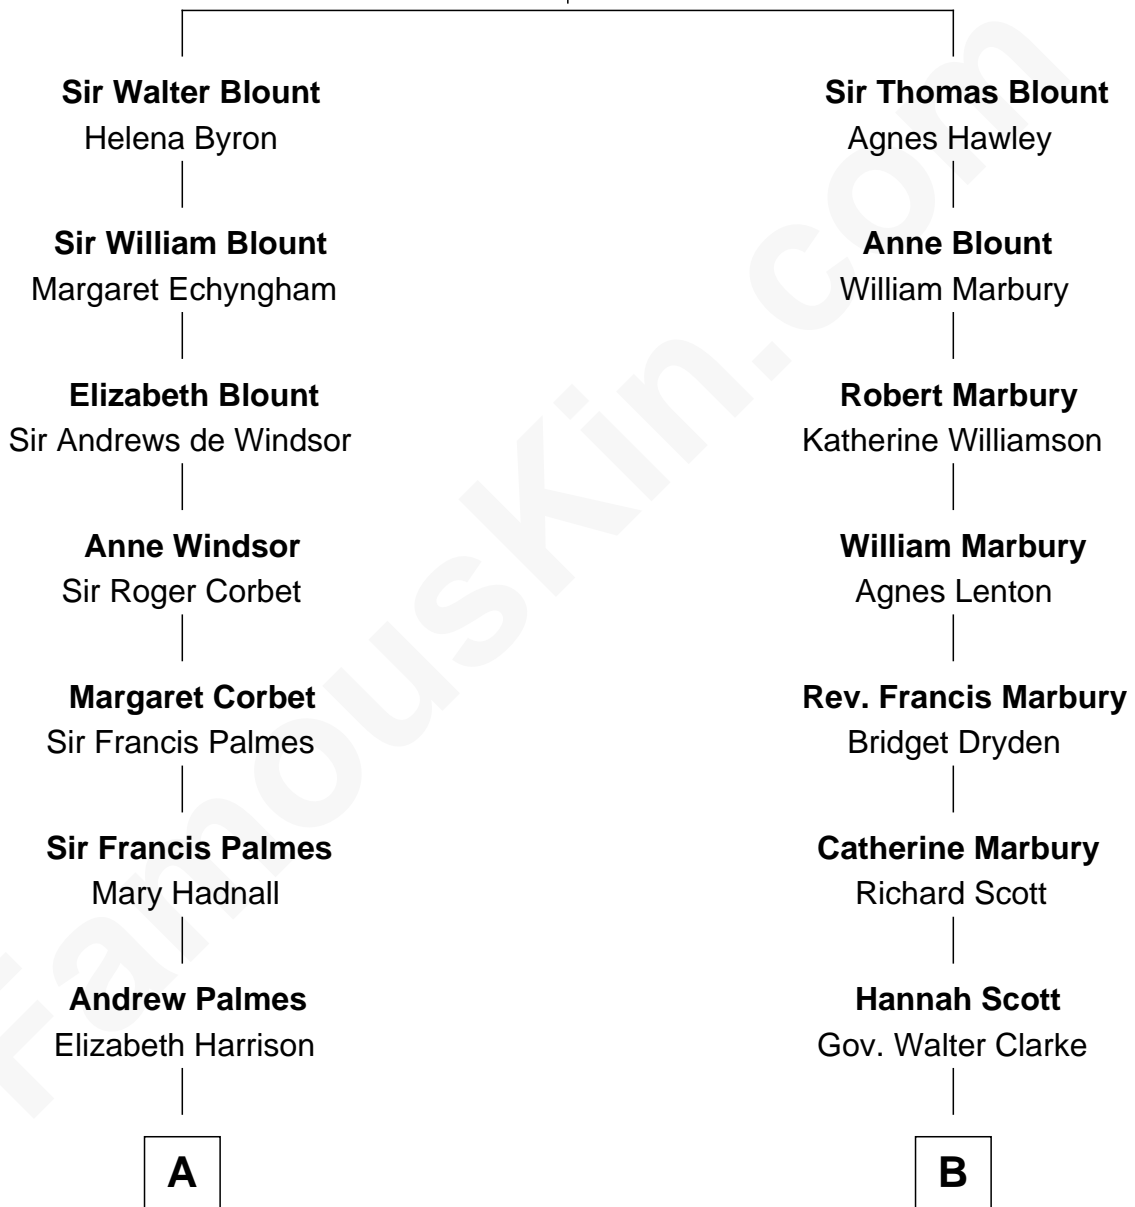 Sir Walter Blount
Helena Byron
Sir William Blount
Margaret Echyngham
Elizabeth Blount
Sir Andrews de Windsor
Anne Windsor
Sir Roger Corbet
Margaret Corbet
Sir Francis Palmes
Sir Francis Palmes
Mary Hadnall
Andrew Palmes
Elizabeth Harrison
A
Sir Thomas Blount
Agnes Hawley
Anne Blount
William Marbury
Robert Marbury
Katherine Williamson
William Marbury
Agnes Lenton
Rev. Francis Marbury
Bridget Dryden
Catherine Marbury
Richard Scott
Hannah Scott
Gov. Walter Clarke
B
FamousKin.com